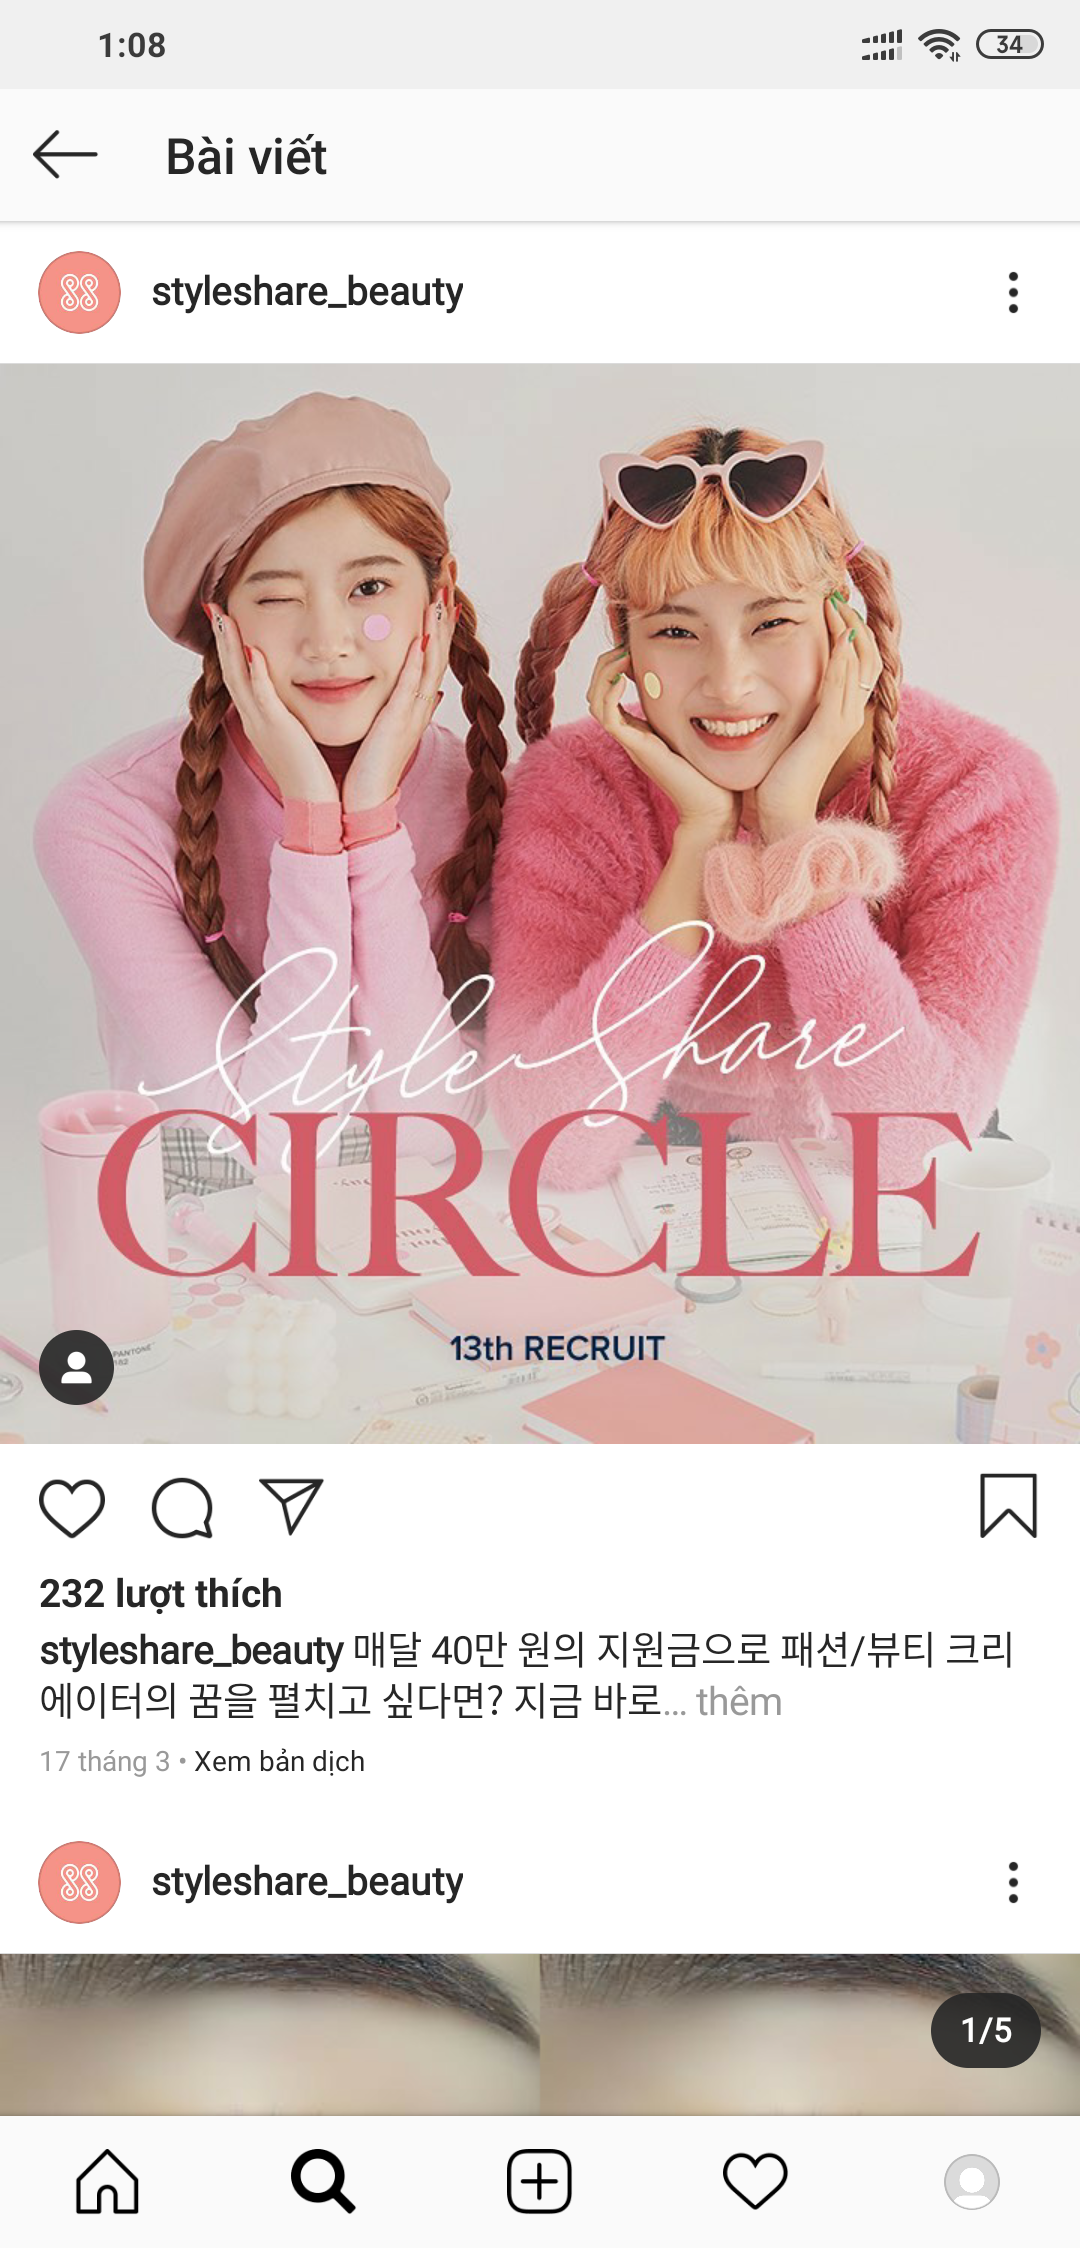 1:08
34
Bài viết
styleshare_beauty
StyleShare
CIRCLE
PANTONE
182
13th RECRUIT
232 lượt thích
styleshare_beauty 매달 40만 원의 지원금으로 패션/뷰티 크리
에이터의 꿈을 펼치고 싶다면? 지금 바로... thêm
17 tháng 3 • Xem bản dịch
styleshare_beauty
1/5